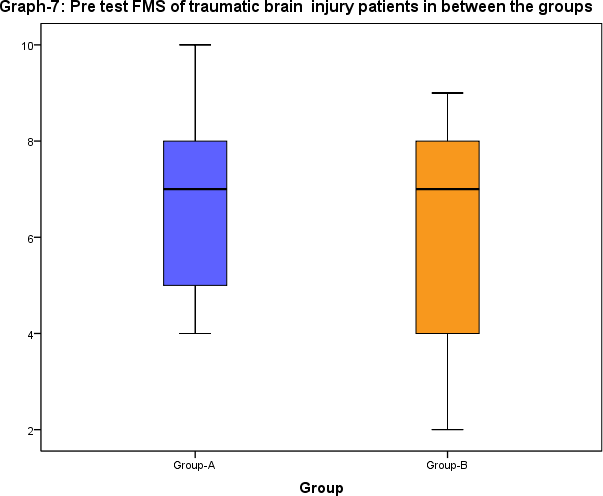 Graph-7: Pre test FMS of traumatic brain injury patients in between the groups
10
8
6
4
2
Group-A Group-B
Group